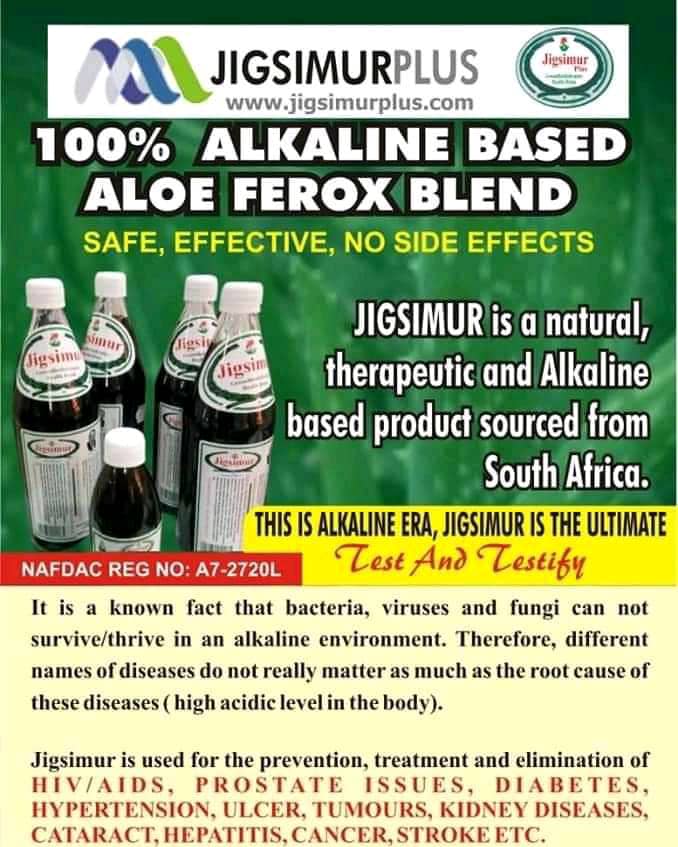 JIGSIMURPLUS
www.jigsimurplus.com
Jigsimur
Plus
100% ALKALINE BASED
ALOE FEROX BLEND
SAFE, EFFECTIVE, NO SIDE EFFECTS
JIGSIMUR is a natural,
therapeutic and Alkaline
based product sourced from
South Africa.
THIS IS ALKALINE ERA, JIGSIMUR IS THE ULTIMATE
Test And Testify
NAFDAC REG NO: A7-2720L
It is a known fact that bacteria, viruses and fungi can not
survive/thrive in an alkaline environment. Therefore, different
names of diseases do not really matter as much as the root cause of
these diseases ( high acidic level in the body).
Jigsimur is used for the prevention, treatment and elimination of
HIV/AIDS, PROSTATE ISSUES, DIABETES,
HYPERTENSION, ULCER, TUMOURS, KIDNEY DISEASES,
CATARACT, HEPATITIS, CANCER, STROKE ETC.